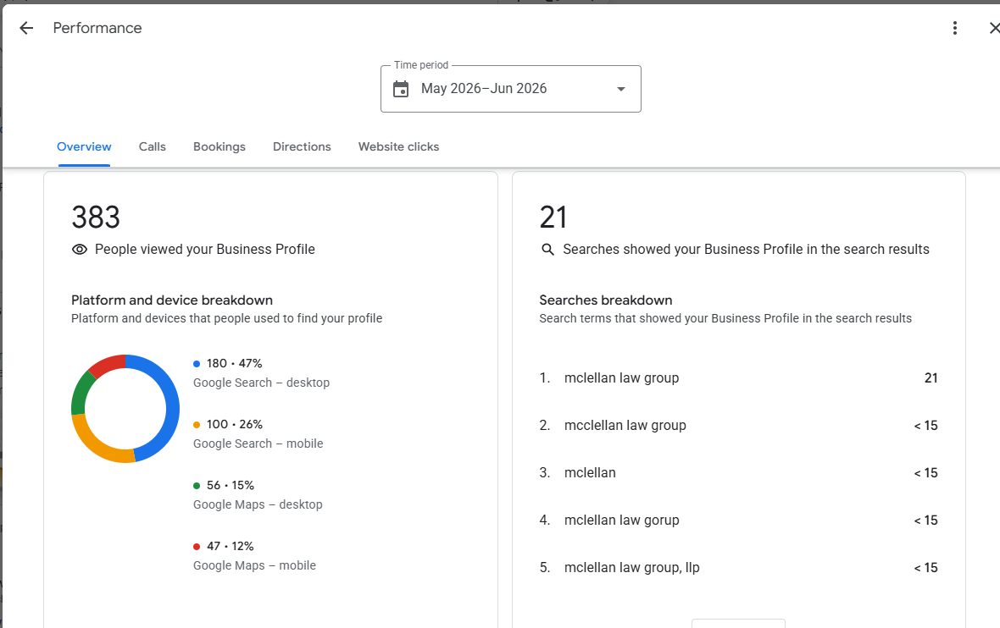 Performance
Time period
May 2026–Jun 2026
Overview
Calls
Bookings
Directions
Website clicks
383
People viewed your Business Profile
Platform and device breakdown
Platform and devices that people used to find your profile
180 • 47%
Google Search – desktop
100 • 26%
Google Search – mobile
56 • 15%
Google Maps – desktop
47 • 12%
Google Maps – mobile
21
Searches showed your Business Profile in the search results
Searches breakdown
Search terms that showed your Business Profile in the search results
1. mclellan law group 21
2. mcclellan law group < 15
3. mclellan < 15
4. mclellan law gorup < 15
5. mclellan law group, llp < 15